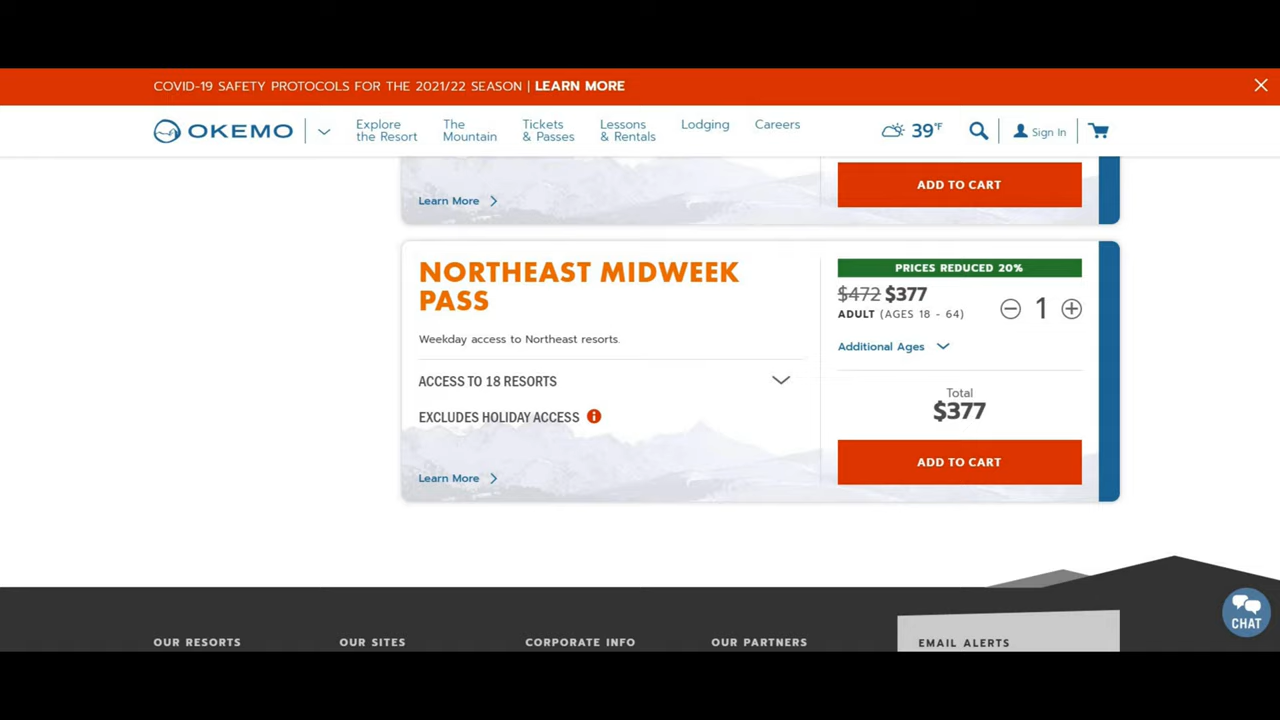 COVID-19 SAFETY PROTOCOLS FOR THE 2021/22 SEASON | LEARN MORE
OKEMO
Explore the Resort
The Mountain
Tickets & Passes
Lessons & Rentals
Lodging
Careers
39°F
Sign In
Learn More
ADD TO CART
NORTHEAST MIDWEEK
PASS
Weekday access to Northeast resorts.
ACCESS TO 18 RESORTS
EXCLUDES HOLIDAY ACCESS
Learn More
PRICES REDUCED 20%
$472 $377
ADULT (AGES 18 - 64)
1
Additional Ages
Total
$377
ADD TO CART
CHAT
OUR RESORTS
OUR SITES
CORPORATE INFO
OUR PARTNERS
EMAIL ALERTS